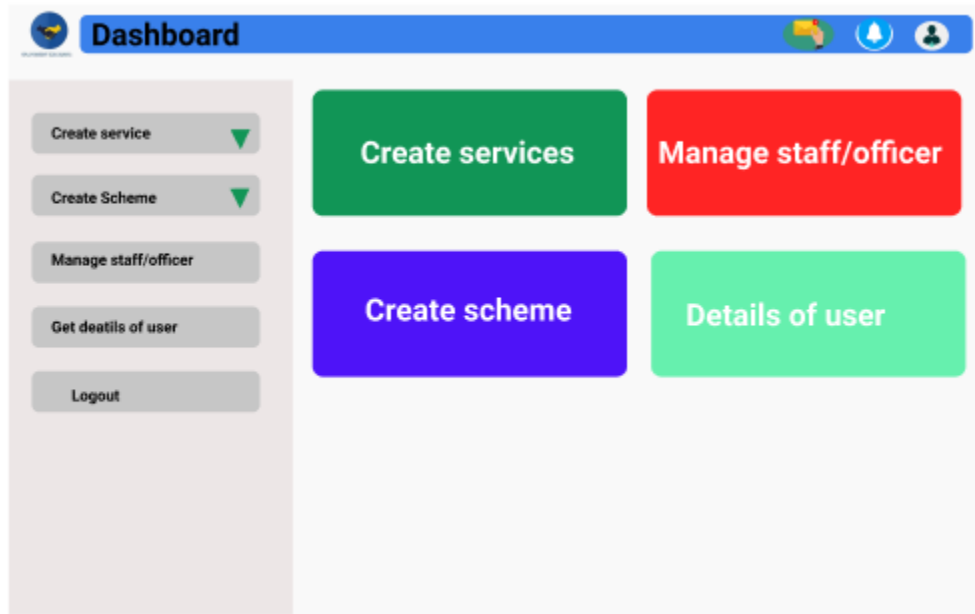 Dashboard
Create service
Create Scheme
Manage staff/officer
Get deatils of user
Logout
Create services
Manage staff/officer
Create scheme
Details of user